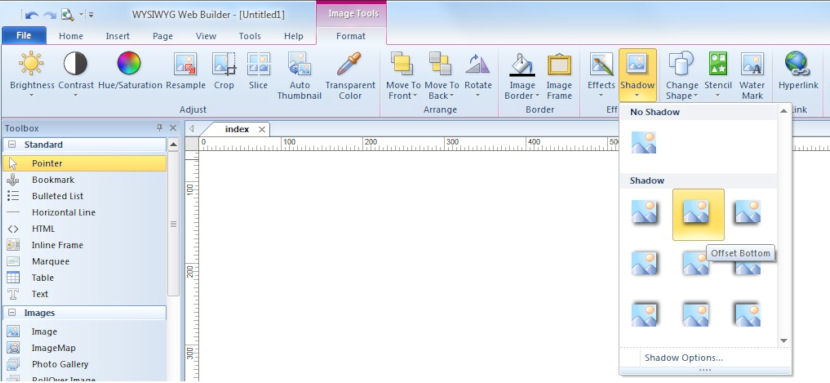 WYSIWYG Web Builder - [Untitled1]
Image Tools
File Home Insert Page View Tools Help Format
Brightness Contrast Hue/Saturation Resample Crop Slice Auto Thumbnail Transparent Color Move To Front Move To Back Rotate Image Border Image Frame Effects Shadow Change Shape Stencil Water Mark Hyperlink
Adjust Arrange Border Eff Link
Toolbox
index
Standard
Pointer
Bookmark
Bulleted List
Horizontal Line
HTML
Inline Frame
Marquee
Table
Text
Images
Image
ImageMap
Photo Gallery
RollOver Image
0 100 200 300 400
100
200
300
No Shadow
Shadow
Offset Bottom
Shadow Options...